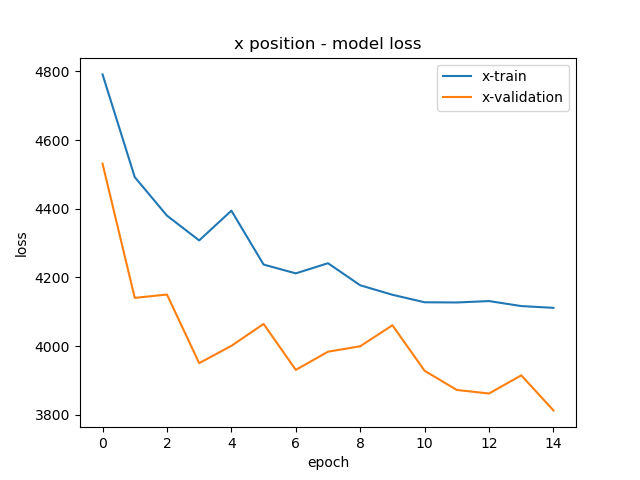 x position - model loss
x-train
x-validation
4800
4600
4400
4200
4000
3800
loss
0 2 4 6 8 10 12 14
epoch